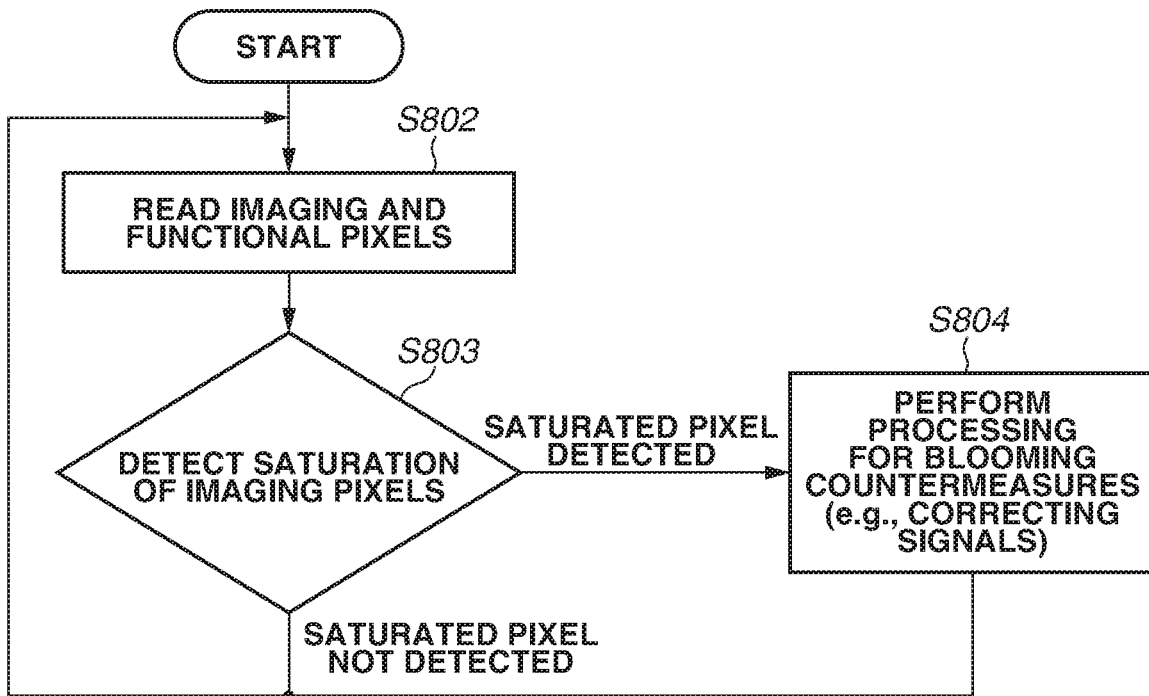 START
S802
READ IMAGING AND
FUNCTIONAL PIXELS
S803
DETECT SATURATION
OF IMAGING PIXELS
SATURATED PIXEL
DETECTED
S804
PERFORM
PROCESSING
FOR BLOOMING
COUNTERMEASURES
(e.g., CORRECTING
SIGNALS)
SATURATED PIXEL
NOT DETECTED